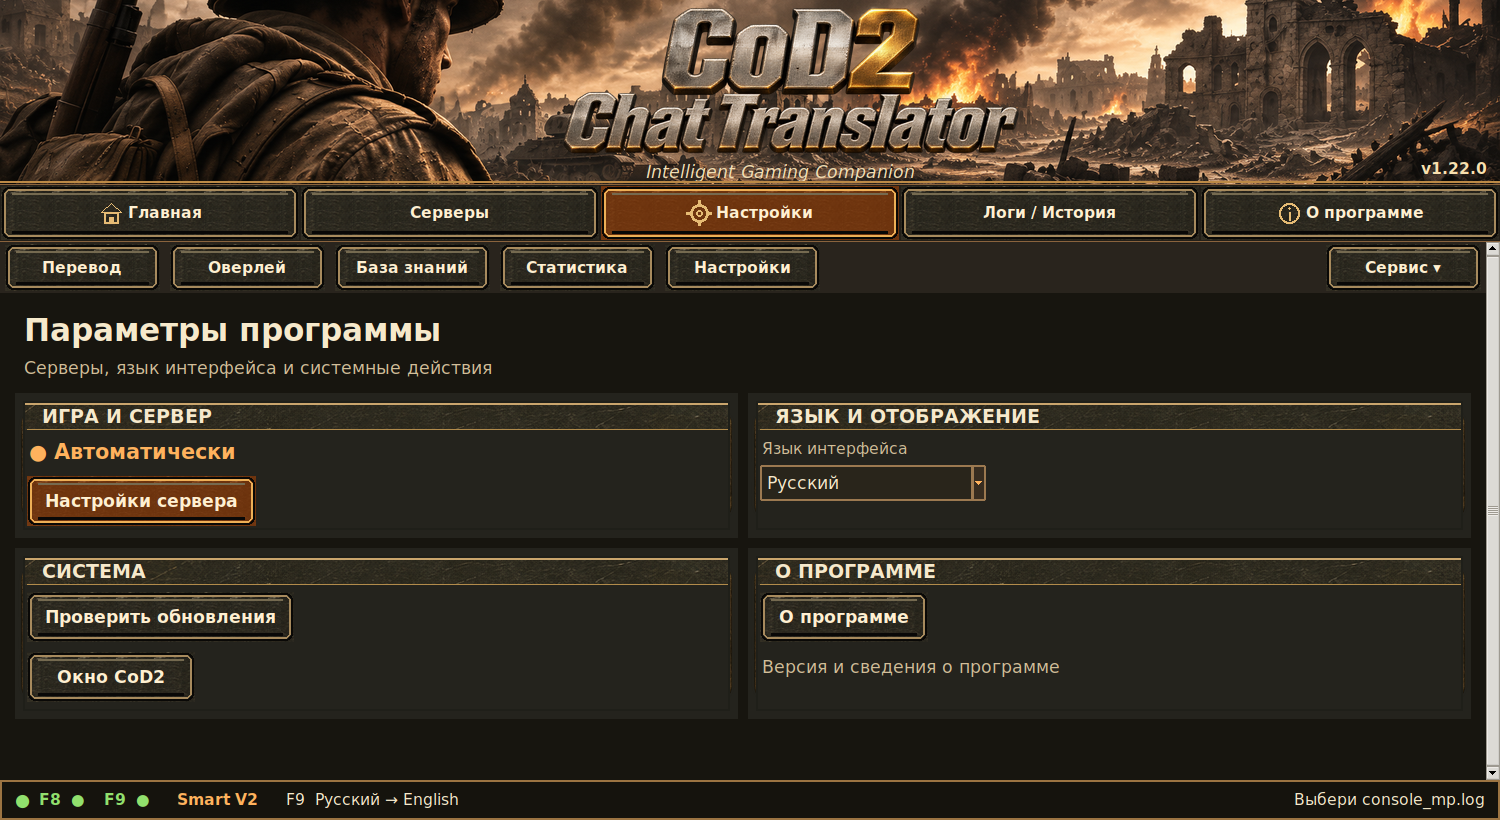 CoD2
Chat Translator
Intelligent Gaming Companion
v1.22.0
Главная
Серверы
Настройки
Логи / История
О программе
Перевод
Оверлей
База знаний
Статистика
Настройки
Сервис ▾
Параметры программы
Серверы, язык интерфейса и системные действия
ИГРА И СЕРВЕР
● Автоматически
Настройки сервера
ЯЗЫК И ОТОБРАЖЕНИЕ
Язык интерфейса
Русский
СИСТЕМА
Проверить обновления
Окно CoD2
О ПРОГРАММЕ
О программе
Версия и сведения о программе
● F8 ● F9 ● Smart V2 F9 Русский → English
Выбери console_mp.log